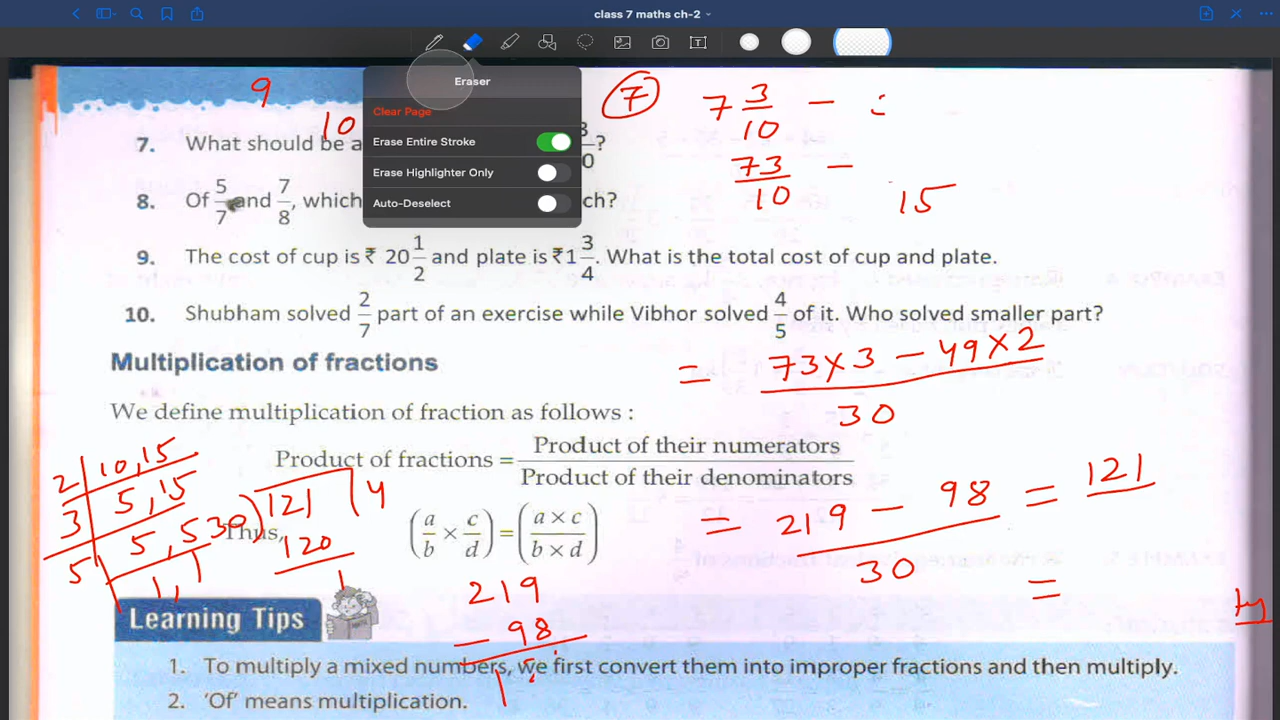 class 7 maths ch-2
Eraser
Clear Page
Erase Entire Stroke
Erase Highlighter Only
Auto-Deselect
9
10
7
7 3/10 -
73/10 -
15
7. What should be a
?
8. Of 5/7 and 7/8, which ch?
9. The cost of cup is ₹ 20 1/2 and plate is ₹1 3/4. What is the total cost of cup and plate.
10. Shubham solved 2/7 part of an exercise while Vibhor solved 4/5 of it. Who solved smaller part?
= 73×3 - 49×2
30
Multiplication of fractions
We define multiplication of fraction as follows :
Product of fractions = Product of their numerators
Product of their denominators
Thus, (a/b × c/d) = (a × c / b × d)
2 | 10, 15
3 | 5, 15
5 | 5, 5
1, 1
30) 121 ( 4
120
1
= 219 - 98 = 121
30
=
219
- 98
1
Learning Tips
1. To multiply a mixed numbers, we first convert them into improper fractions and then multiply.
2. 'Of' means multiplication.